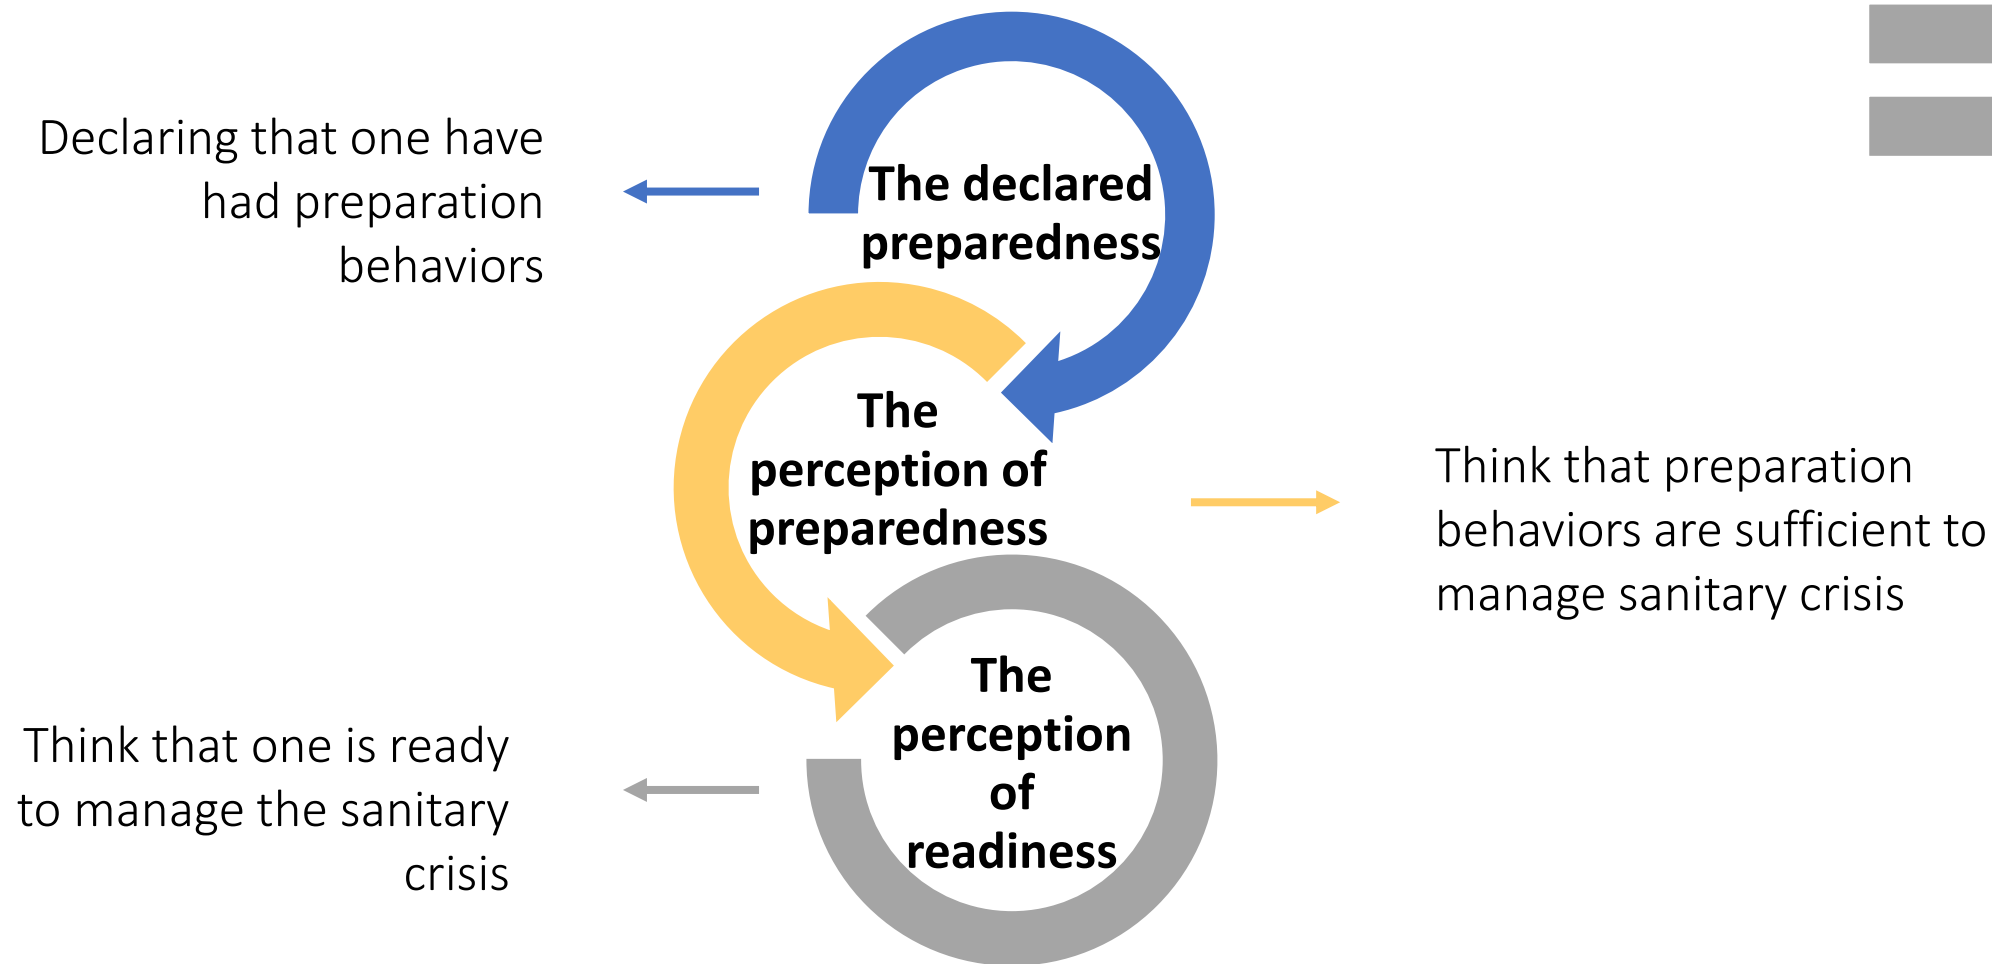 Declaring that one have
had preparation
behaviors
The declared
preparedness
The
perception of
preparedness
Think that preparation
behaviors are sufficient to
manage sanitary crisis
The
perception
of
readiness
Think that one is ready
to manage the sanitary
crisis